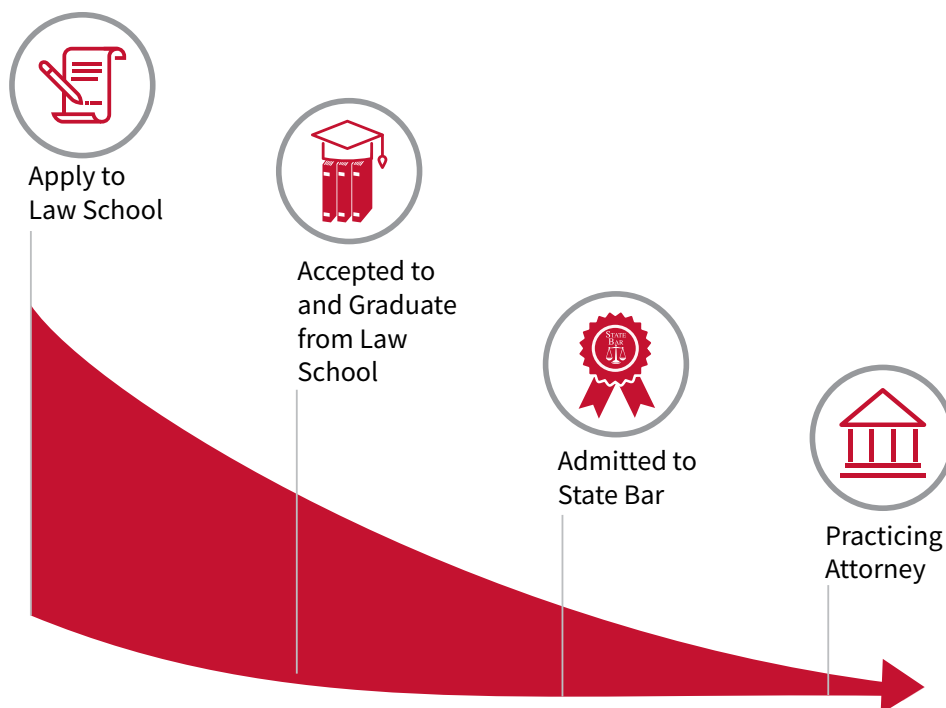 Apply to
Law School
Accepted to
and Graduate
from Law
School
STATE
BAR
Admitted to
State Bar
Practicing
Attorney